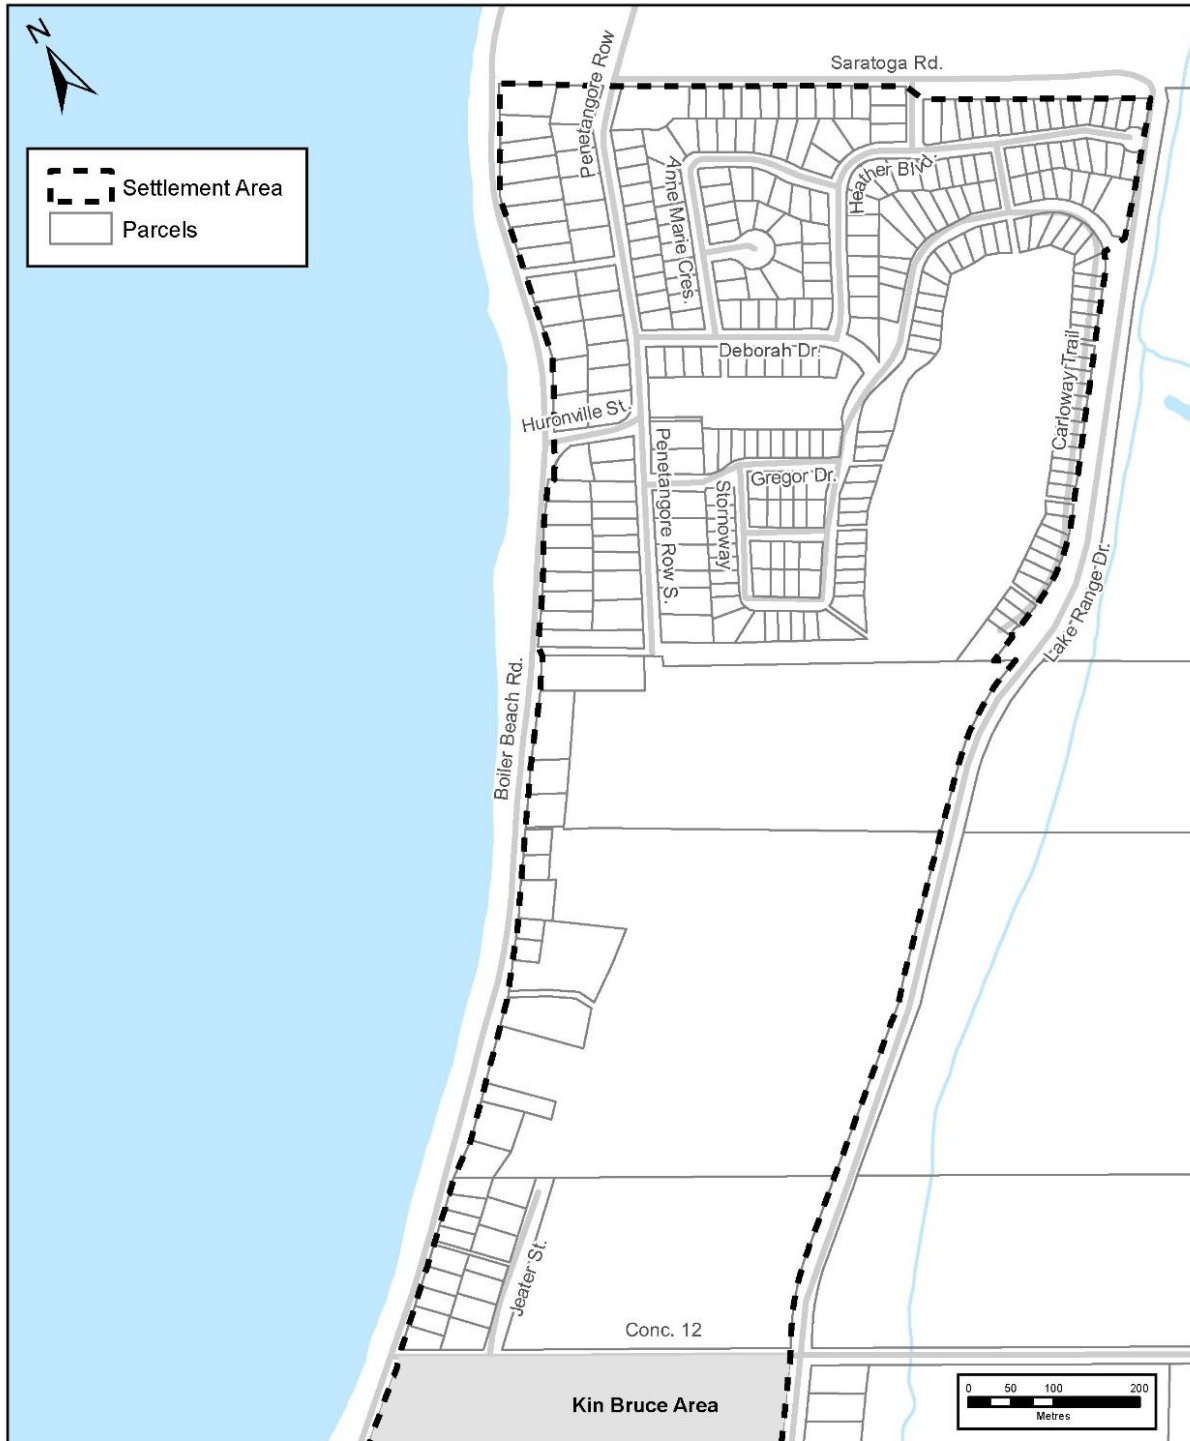 N
Settlement Area
Parcels
Saratoga Rd.
Penetangore Row
Anne Marie Cres.
Heather Blvd.
Deborah Dr.
Huronville St.
Carloway Trail
Penetangore Row S.
Stornoway
Gregor Dr.
Lake Range Dr.
Boiler Beach Rd.
Jeater St.
Conc. 12
Kin Bruce Area
0 50 100 200
Metres